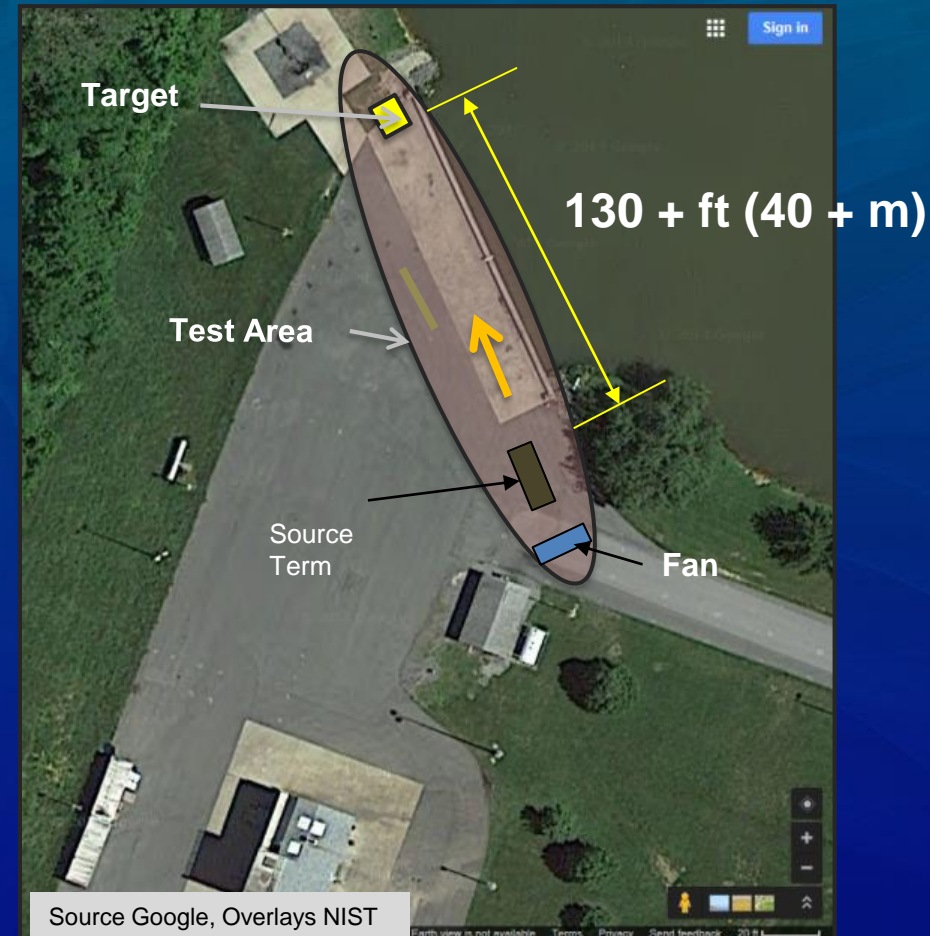 Sign in
Target
130 + ft (40 + m)
Test Area
Source
Term
Fan
Source Google, Overlays NIST
Earth view is not available Terms Privacy Send feedback 20 ft